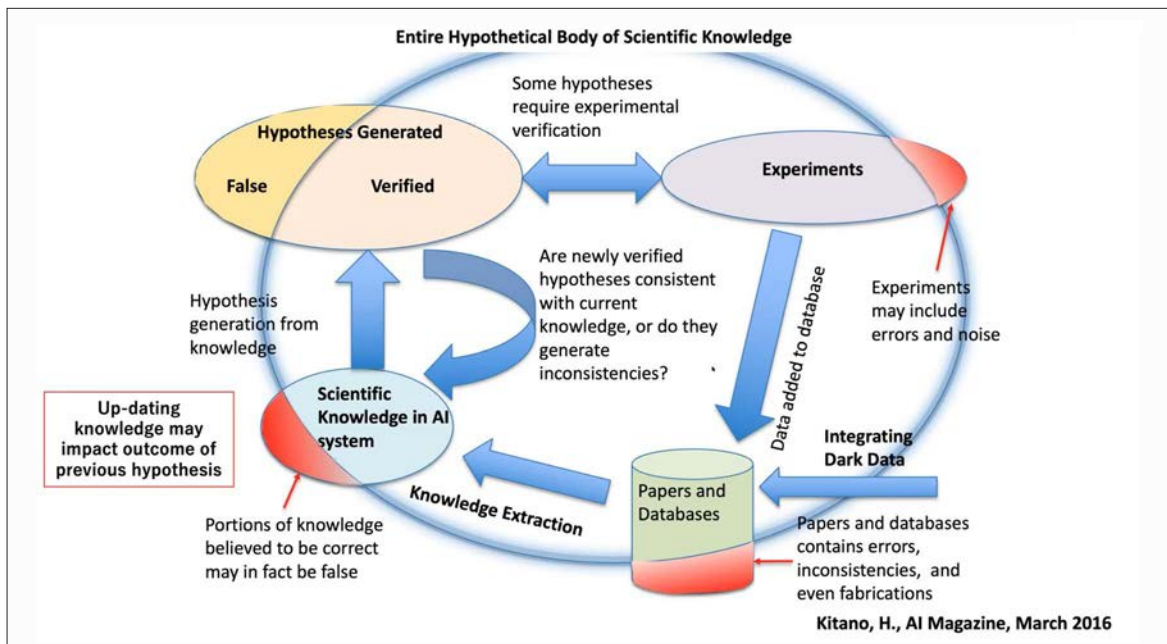 Entire Hypothetical Body of Scientific Knowledge
Some hypotheses
require experimental
verification
Hypotheses Generated
False
Verified
Experiments
Are newly verified
hypotheses consistent
with current
knowledge, or do they
generate
inconsistencies?
Experiments
may include
errors and noise
Hypothesis
generation from
knowledge
Data added to database
Scientific
Knowledge in AI
system
Up-dating
knowledge may
impact outcome of
previous hypothesis
Integrating
Dark Data
Papers and
Databases
Knowledge Extraction
Portions of knowledge
believed to be correct
may in fact be false
Papers and databases
contains errors,
inconsistencies, and
even fabrications
Kitano, H., AI Magazine, March 2016